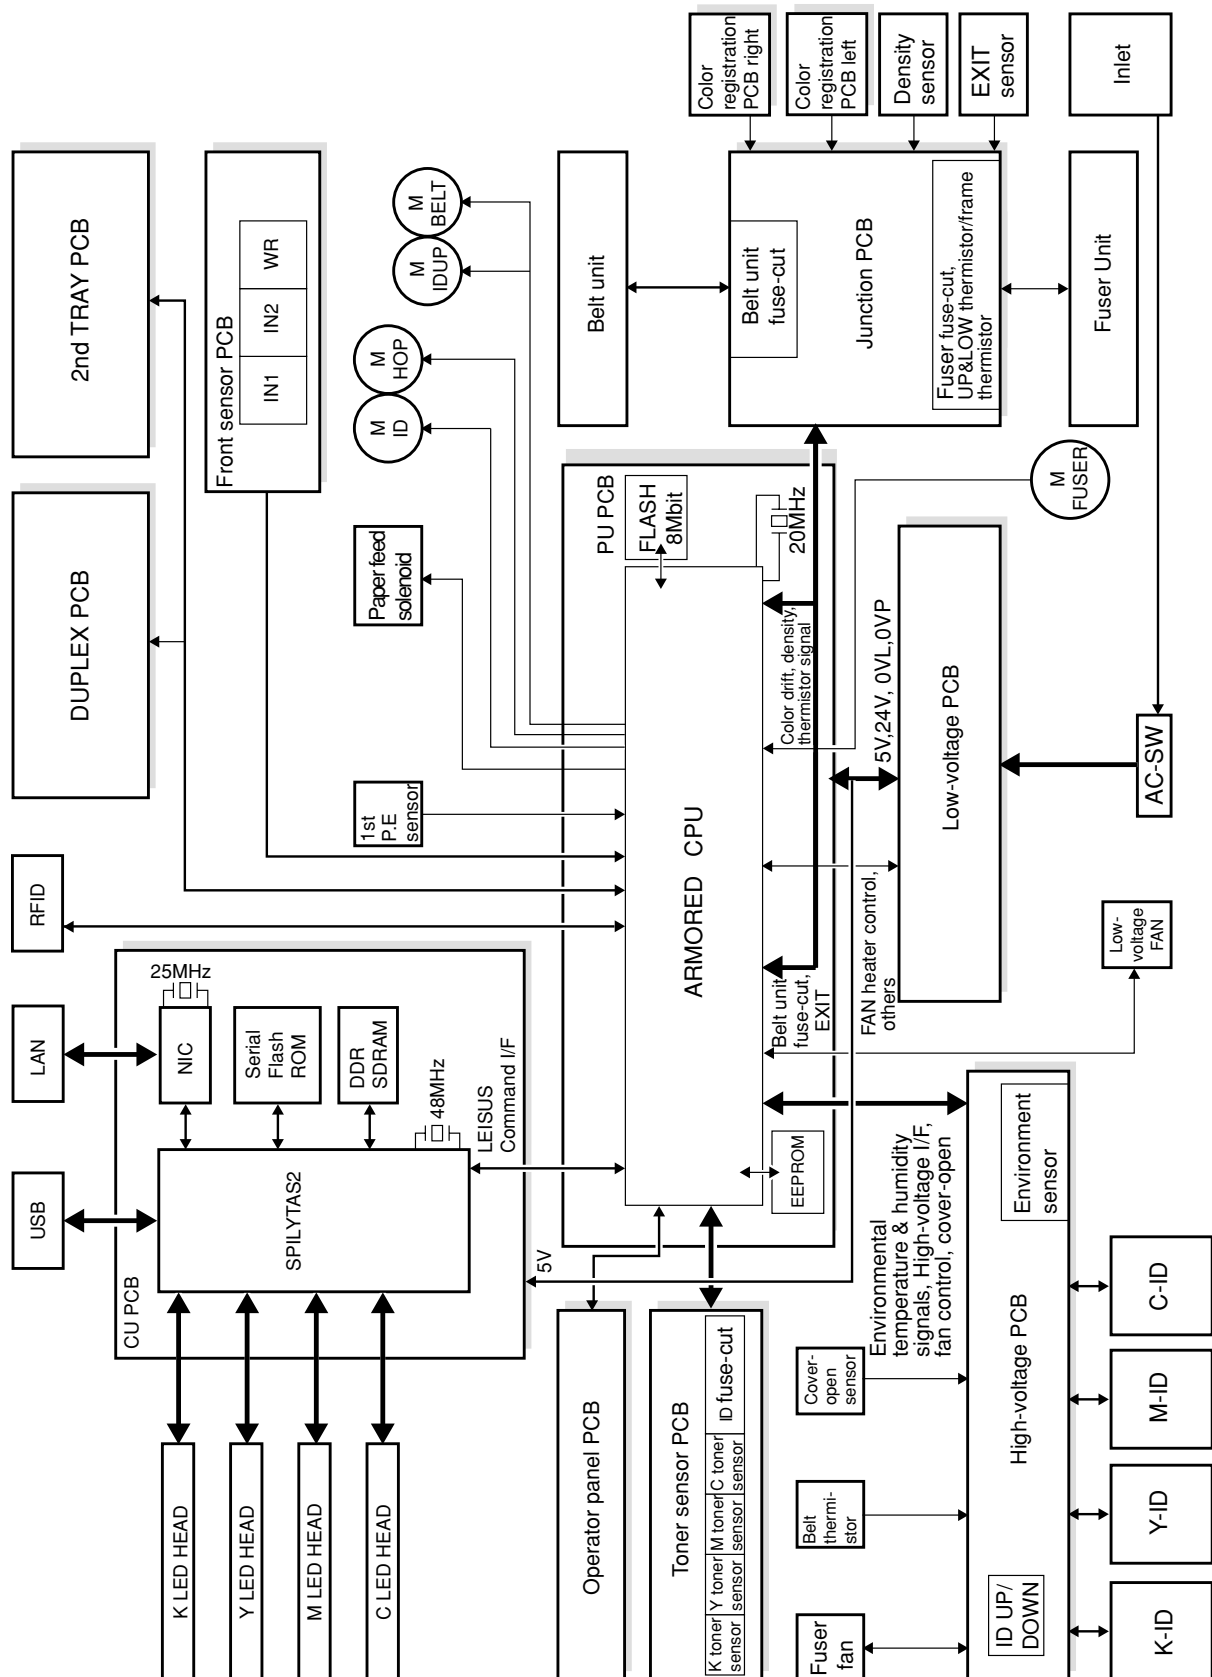 2nd TRAY PCB
DUPLEX PCB
RFID
LAN
USB
Front sensor PCB
IN1
IN2
WR
M
BELT
M
IDUP
M
HOP
M
ID
Paper feed
solenoid
1st
P.E
sensor
CU PCB
25MHz
NIC
Serial
Flash
ROM
DDR
SDRAM
48MHz
SPILYTAS2
LEISUS
Command I/F
5V
K LED HEAD
Y LED HEAD
M LED HEAD
C LED HEAD
Color
registration
PCB right
Color
registration
PCB left
Density
sensor
EXIT
sensor
Inlet
Belt unit
Belt unit
fuse-cut
Junction PCB
Fuser fuse-cut,
UP&LOW thermistor/frame
thermistor
Fuser Unit
M
FUSER
PU PCB
FLASH
8Mbit
20MHz
ARMORED CPU
Color drift, density,
thermistor signal
Belt unit
fuse-cut,
EXIT
EEPROM
5V,24V, 0VL,0VP
FAN heater control,
others
Low-voltage PCB
AC-SW
Low-
voltage
FAN
Operator panel PCB
Toner sensor PCB
K toner
sensor
Y toner
sensor
M toner
sensor
C toner
sensor
ID fuse-cut
Environmental
temperature & humidity
signals, High-voltage I/F,
fan control, cover-open
Cover-
open
sensor
Belt
thermi-
stor
Fuser
fan
High-voltage PCB
Environment
sensor
ID UP/
DOWN
K-ID
Y-ID
M-ID
C-ID